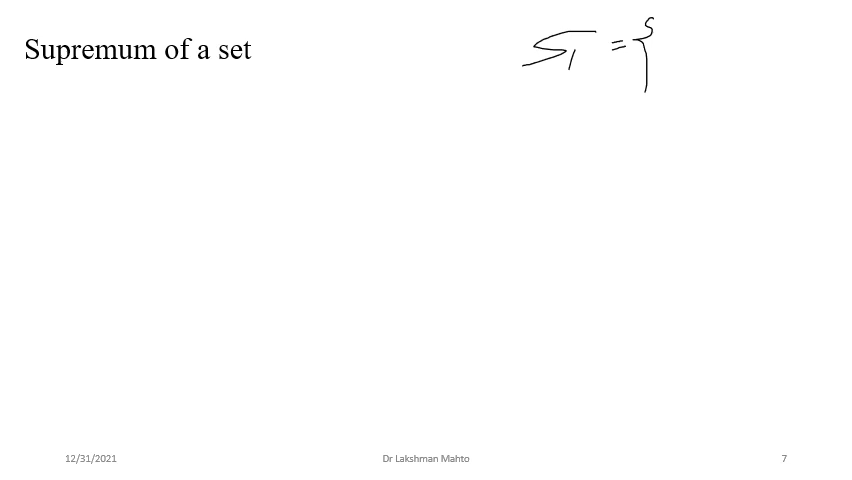 Supremum of a set
S₁ = {
12/31/2021
Dr Lakshman Mahto
7